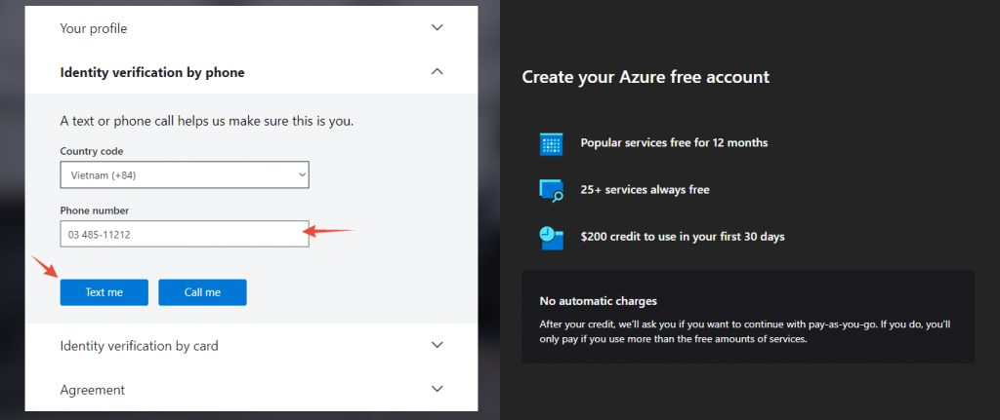 Your profile
Identity verification by phone
A text or phone call helps us make sure this is you.
Country code
Vietnam (+84)
Phone number
03 485-11212
Text me
Call me
Identity verification by card
Agreement
Create your Azure free account
Popular services free for 12 months
25+ services always free
$200 credit to use in your first 30 days
No automatic charges
After your credit, we'll ask you if you want to continue with pay-as-you-go. If you do, you'll
only pay if you use more than the free amounts of services.